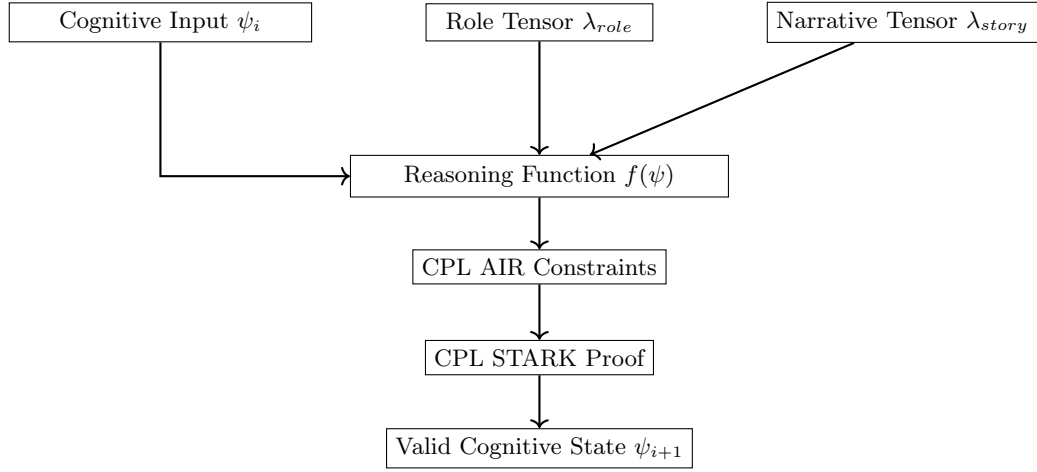 Cognitive Input ψ_i
Role Tensor λ_role
Narrative Tensor λ_story
Reasoning Function f(ψ)
CPL AIR Constraints
CPL STARK Proof
Valid Cognitive State ψ_{i+1}